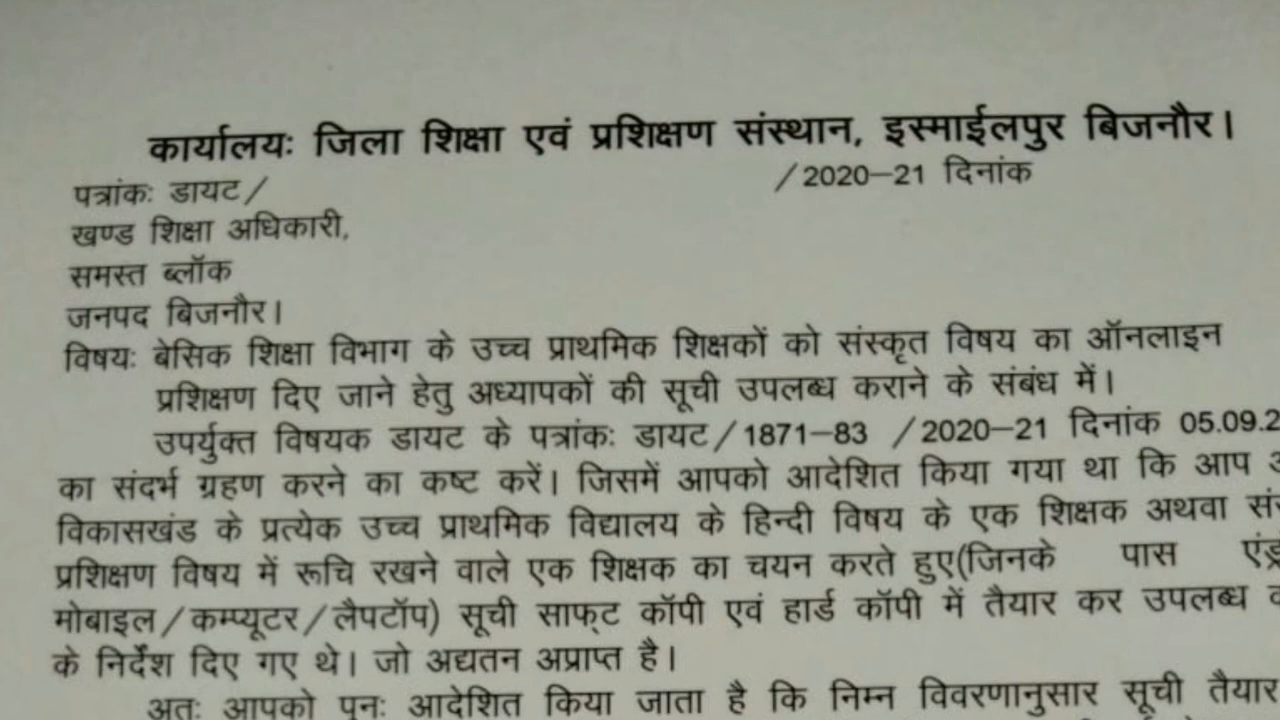 कार्यालयः जिला शिक्षा एवं प्रशिक्षण संस्थान, इस्माईलपुर बिजनौर।
पत्रांकः डायट/ /2020–21 दिनांक
खण्ड शिक्षा अधिकारी,
समस्त ब्लॉक
जनपद बिजनौर।
विषयः बेसिक शिक्षा विभाग के उच्च प्राथमिक शिक्षकों को संस्कृत विषय का ऑनलाइन
प्रशिक्षण दिए जाने हेतु अध्यापकों की सूची उपलब्ध कराने के संबंध में।
उपर्युक्त विषयक डायट के पत्रांकः डायट/1871–83 /2020–21 दिनांक 05.09.2
का संदर्भ ग्रहण करने का कष्ट करें। जिसमें आपको आदेशित किया गया था कि आप
विकासखंड के प्रत्येक उच्च प्राथमिक विद्यालय के हिन्दी विषय के एक शिक्षक अथवा
प्रशिक्षण विषय में रूचि रखने वाले एक शिक्षक का चयन करते हुए(जिनके पास
मोबाइल/कम्प्यूटर/लैपटॉप) सूची साफ्ट कॉपी एवं हार्ड कॉपी में तैयार कर उपलब्ध
के निर्देश दिए गए थे। जो अद्यतन अप्राप्त है।
अतः आपको पुनः आदेशित किया जाता है कि निम्न विवरणानुसार सूची तैयार